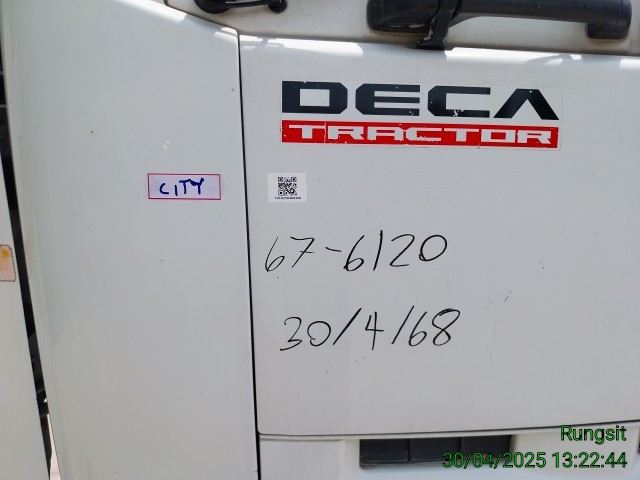 DECA
TRACTOR
CITY
67-6120
30/4/68
Rungsit
30/04/2025 13:22:44